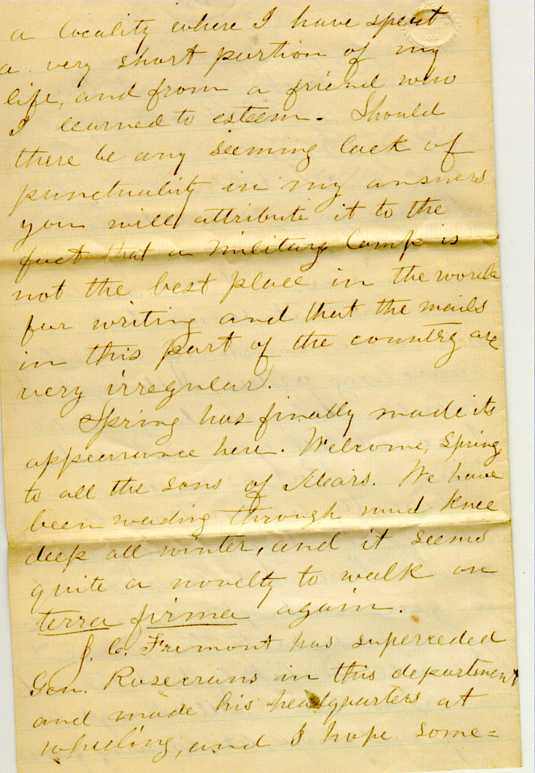 a locality where I have spent
a very short portion of my
life, and from a friend who
I learned to esteem. Should
there be any seeming lack of
punctuality in my answers
you will attribute it to the
fact that a Military Camp is
not the best place in the world
for writing and that the mails
in this part of the country are
very irregular.
Spring has finally made its
appearance here. Welcome, Spring
to all the sons of Mars. We have
been wading through mud knee
deep all winter, and it seems
quite a novelty to walk on
terra firma again.
J. C. Fremont has superceded
Gen. Rosecrans in this department
and made his headquarters at
Wheeling, and I hope some=